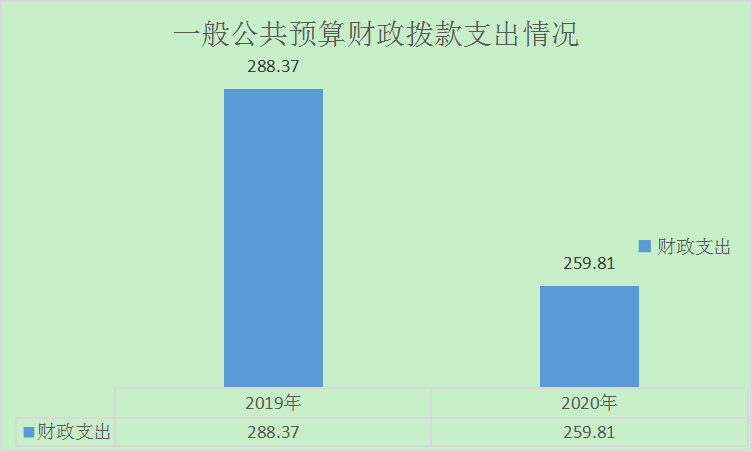 一般公共预算财政拨款支出情况
288.37
259.81
财政支出
2019年 2020年
财政支出 288.37 259.81